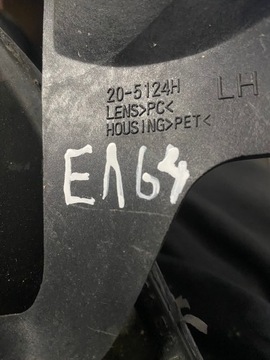 20-5124H LH
LENS>PC<
HOUSING>PET<
E164